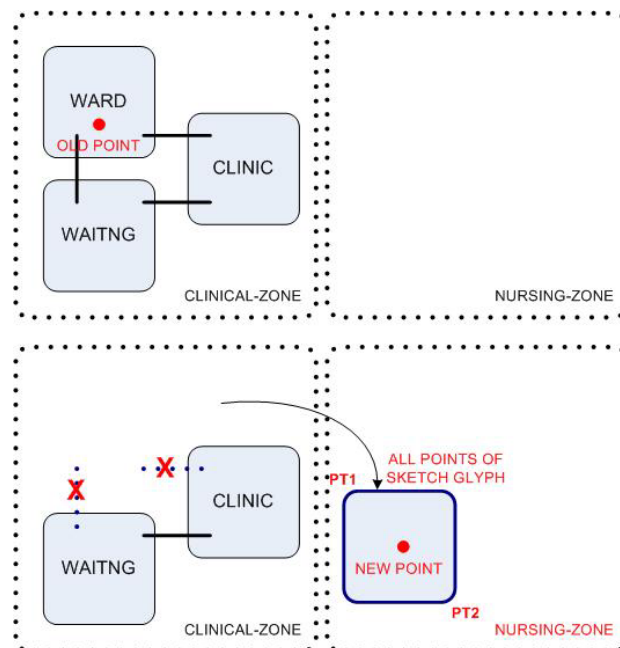 WARD
OLD POINT
CLINIC
WAITNG
CLINICAL-ZONE
NURSING-ZONE
X
X
ALL POINTS OF
SKETCH GLYPH
PT1
CLINIC
WAITNG
NEW POINT
PT2
CLINICAL-ZONE
NURSING-ZONE